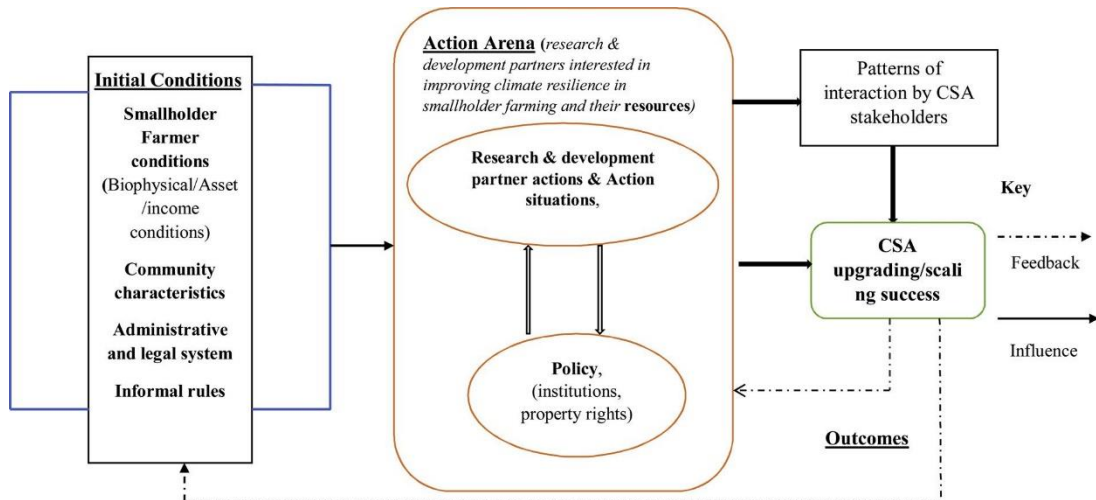 Initial Conditions
Smallholder
Farmer
conditions
(Biophysical/Asset
/income
conditions)
Community
characteristics
Administrative
and legal system
Informal rules
Action Arena (research &
development partners interested in
improving climate resilience in
smallholder farming and their resources)
Research & development
partner actions & Action
situations,
Policy,
(institutions,
property rights)
Patterns of
interaction by CSA
stakeholders
CSA
upgrading/scali
ng success
Outcomes
Key
Feedback
Influence